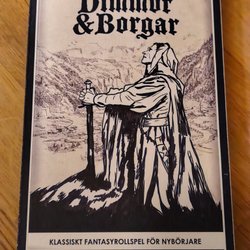 Dimmor
& Borgar
KLASSISKT FANTASYROLLSPEL FÖR NYBÖRJARE